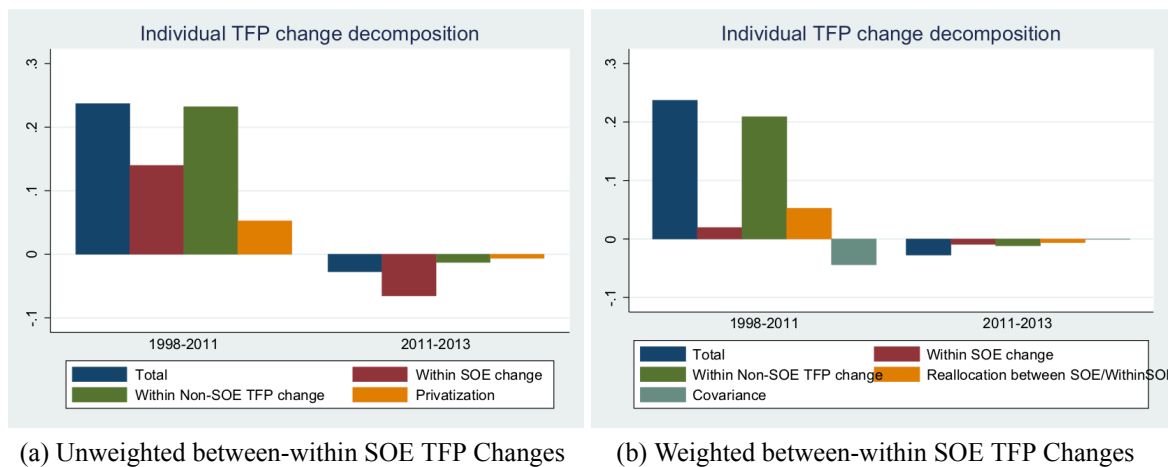 Individual TFP change decomposition
.3
.2
.1
0
-.1
1998-2011
2011-2013
Total
Within SOE change
Within Non-SOE TFP change
Privatization
(a) Unweighted between-within SOE TFP Changes
Individual TFP change decomposition
.3
.2
.1
0
-.1
1998-2011
2011-2013
Total
Within SOE change
Within Non-SOE TFP change
Reallocation between SOE/WithinSOE
Covariance
(b) Weighted between-within SOE TFP Changes